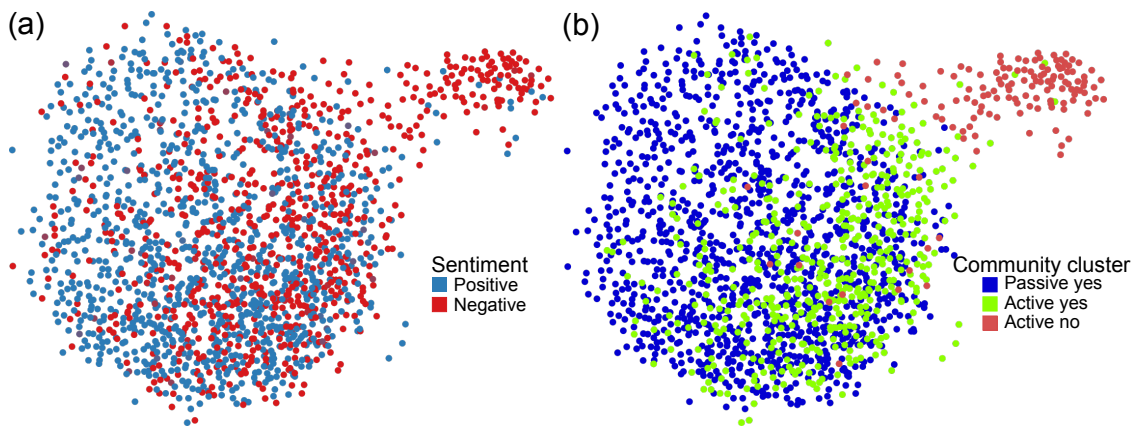 (a)
Sentiment
Positive
Negative
(b)
Community cluster
Passive yes
Active yes
Active no